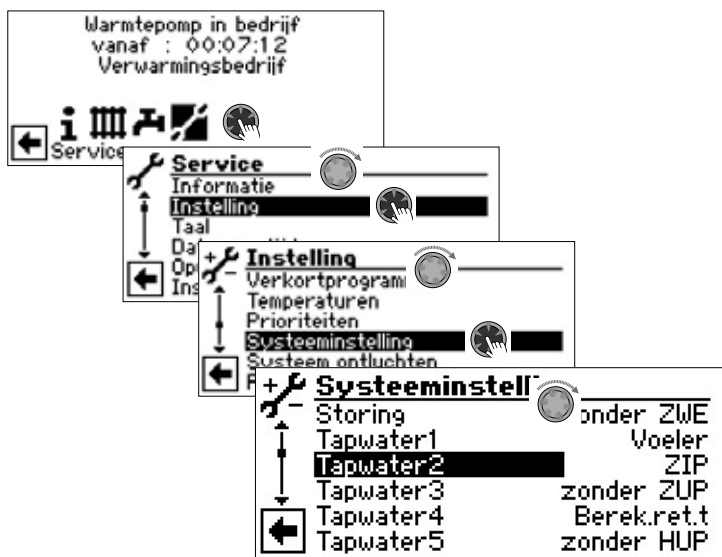 Warmtepomp in bedrijf
vanaf : 00:07:12
Verwarmingsbedrijf
Service
Service
Informatie
Instelling
Taal
Instelling
Temperaturen
Prioriteiten
Systeeminstelling
Systeem ontluchten
Storing zonder ZWE
Tapwater1 Voeler
Tapwater2 ZIP
Tapwater3 zonder ZUP
Tapwater4 Berek.ret.t
Tapwater5 zonder HUP